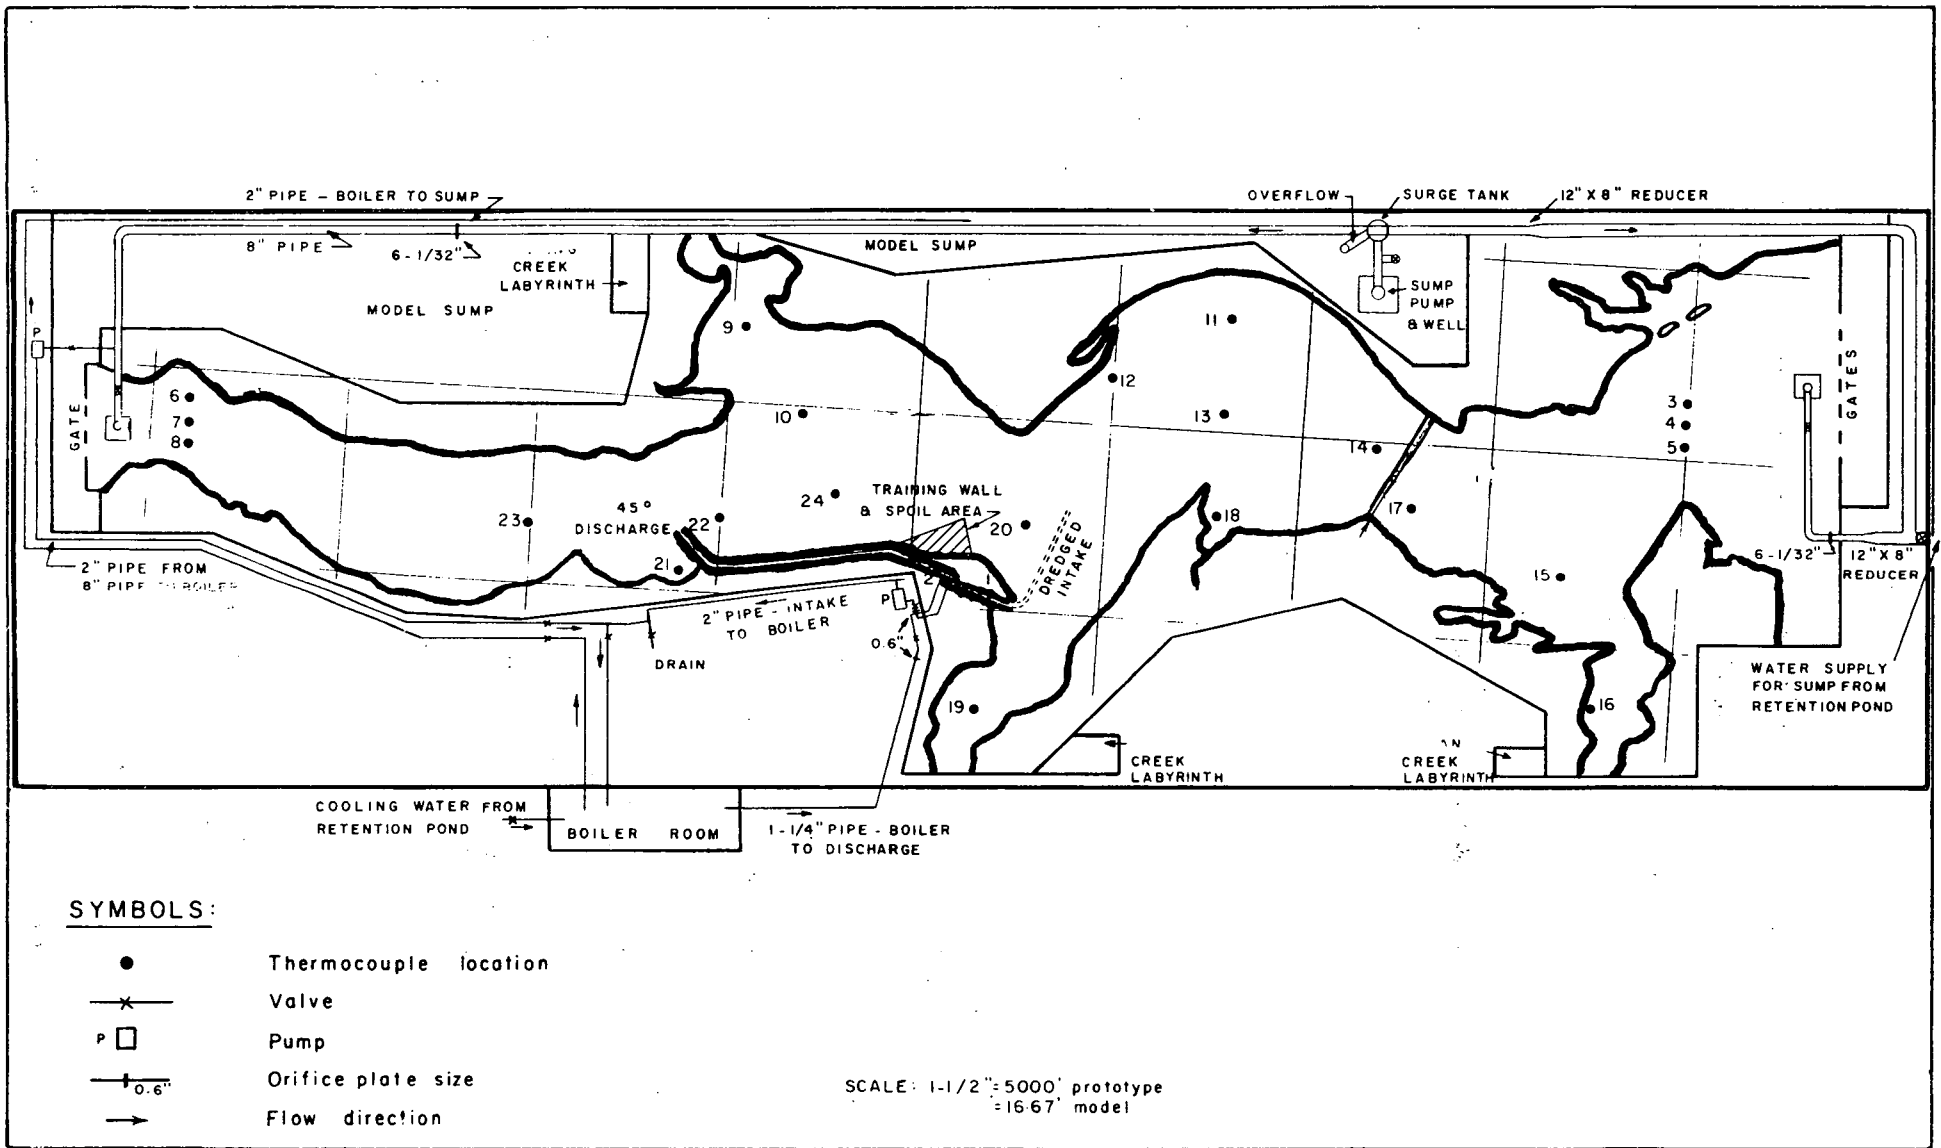 2" PIPE - BOILER TO SUMP
OVERFLOW
SURGE TANK
12" X 8" REDUCER
8" PIPE
6-1/32"
CREEK
LABYRINTH
MODEL SUMP
MODEL SUMP
SUMP
PUMP
& WELL
P
GATE
GATES
6
7
8
9
10
11
12
13
14
3
4
5
45°
DISCHARGE
23
22
21
24
TRAINING WALL
& SPOIL AREA
20
DREDGED
INTAKE
18
17
15
16
19
2
1
2" PIPE FROM
8" PIPE TO BOILER
2" PIPE - INTAKE
TO BOILER
P
0.6"
DRAIN
6-1/32"
12" X 8"
REDUCER
WATER SUPPLY
FOR SUMP FROM
RETENTION POND
CREEK
LABYRINTH
CREEK
LABYRINTH
COOLING WATER FROM
RETENTION POND
BOILER ROOM
1-1/4" PIPE - BOILER
TO DISCHARGE
SYMBOLS:
Thermocouple location
Valve
P
Pump
0.6"
Orifice plate size
Flow direction
SCALE: 1-1/2" = 5000' prototype
= 16.67' model